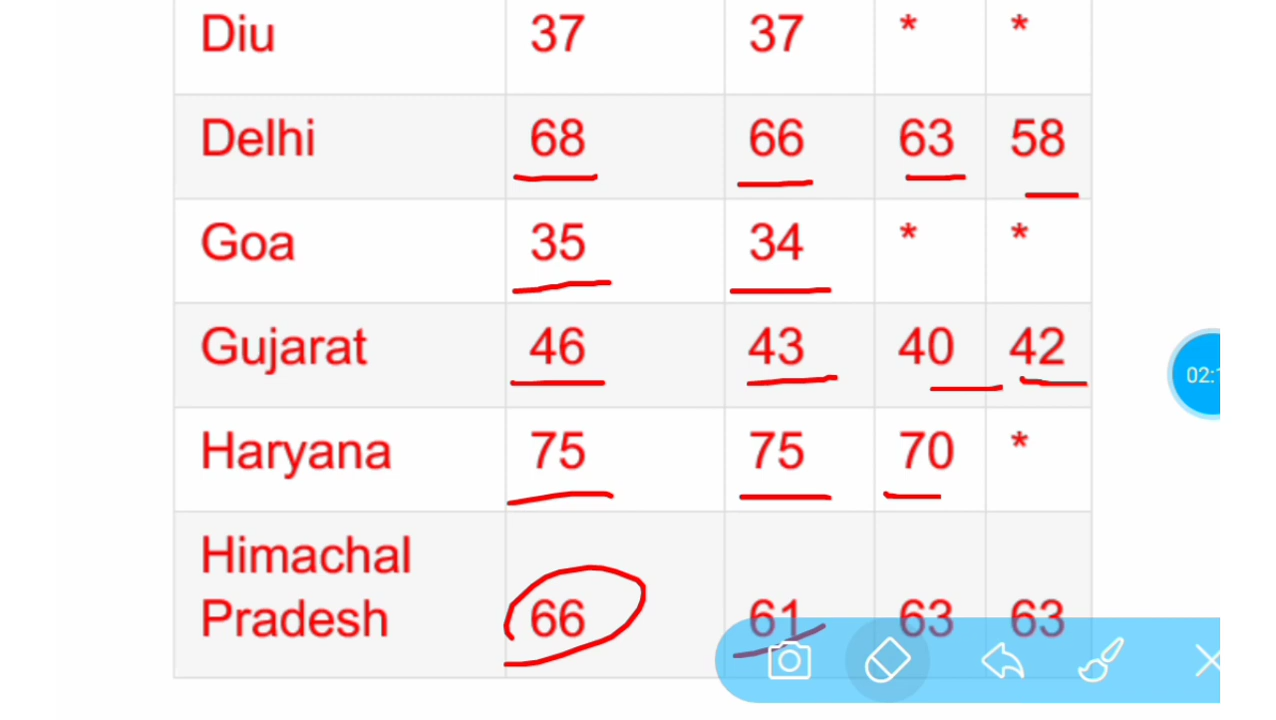 Diu 37 37 * *
Delhi 68 66 63 58
Goa 35 34 * *
Gujarat 46 43 40 42
Haryana 75 75 70 *
Himachal
Pradesh 66 61 63 63
02: